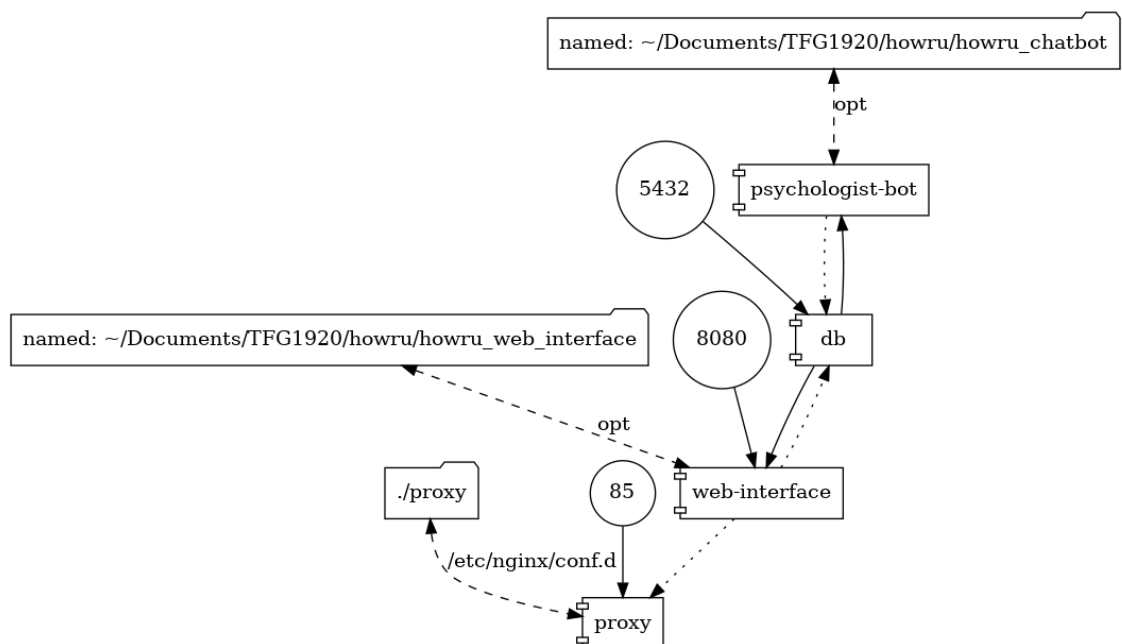 named: ~/Documents/TFG1920/howru/howru_chatbot
opt
5432
psychologist-bot
named: ~/Documents/TFG1920/howru/howru_web_interface
8080
db
opt
./proxy
85
web-interface
/etc/nginx/conf.d
proxy